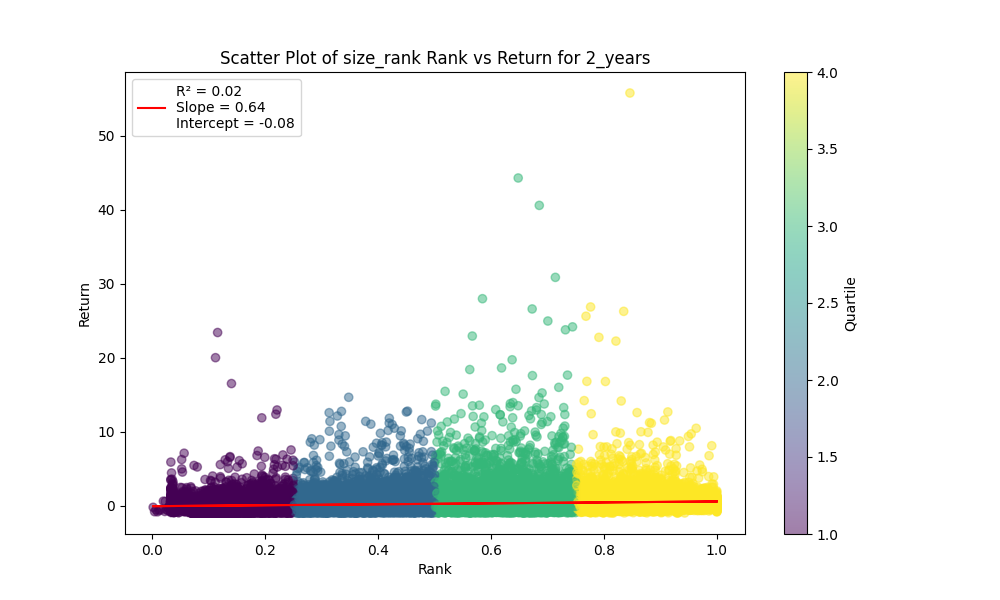 Scatter Plot of size_rank Rank vs Return for 2_years
R² = 0.02
Slope = 0.64
Intercept = -0.08
50
40
30
20
10
0
Return
0.0 0.2 0.4 0.6 0.8 1.0
Rank
4.0
3.5
3.0
2.5
2.0
1.5
1.0
Quartile